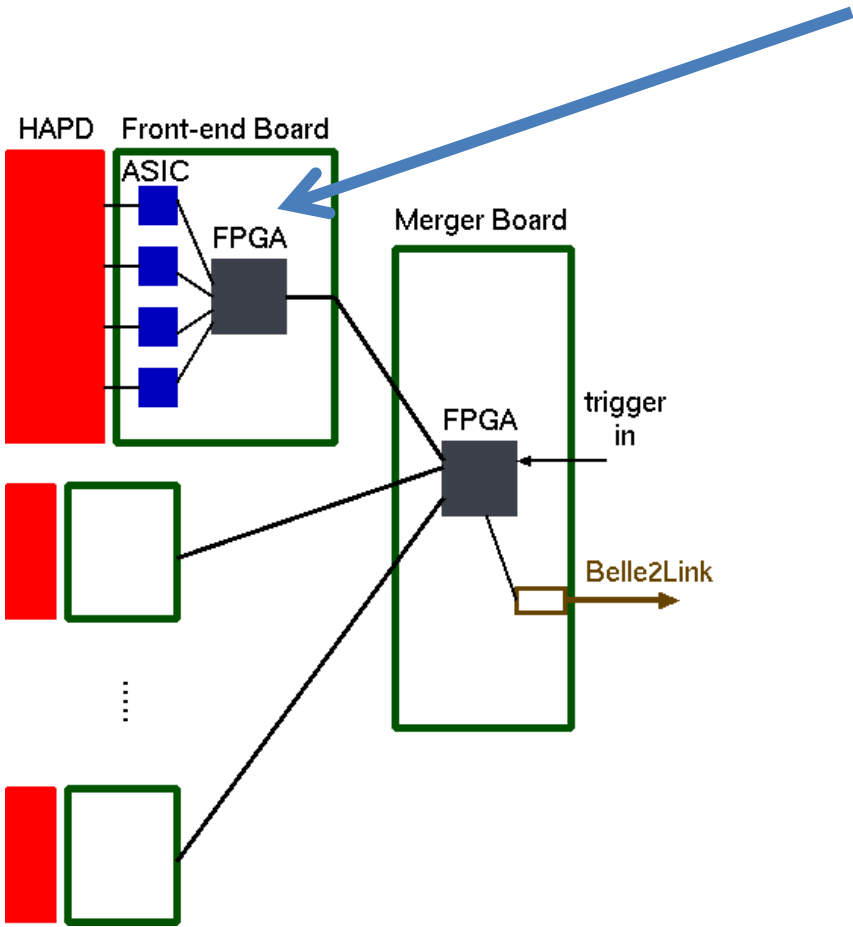 HAPD
Front-end Board
ASIC
FPGA
Merger Board
FPGA
trigger
in
Belle2Link